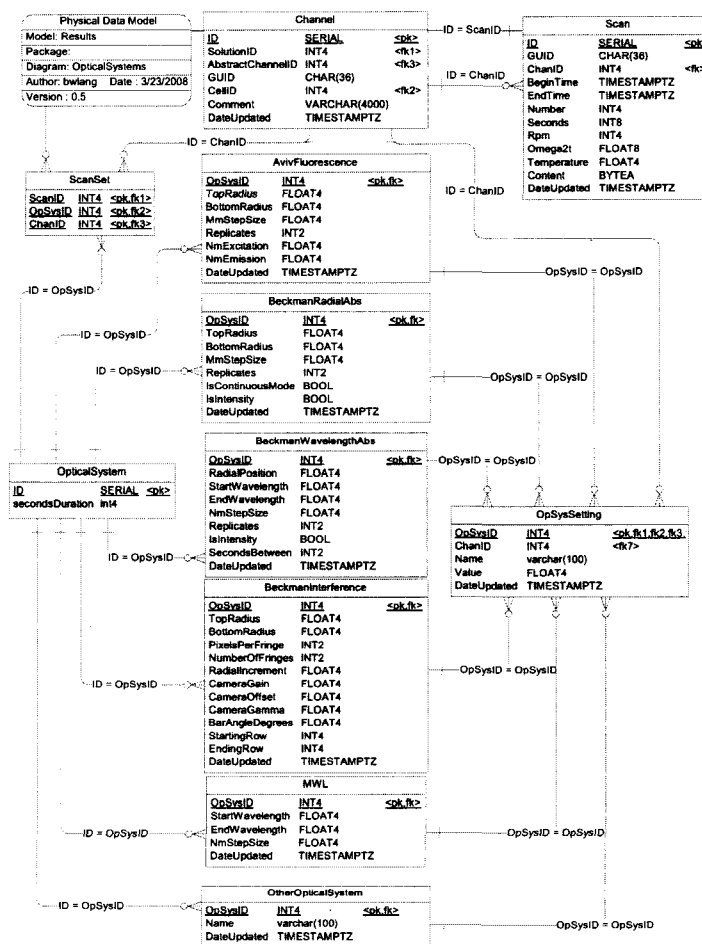 Physical Data Model
Model: Results
Package:
Diagram: OpticalSystems
Author: bwlang Date : 3/23/2008
Version : 0.5
Channel
ID SERIAL <pk>
SolutionID INT4 <fk1>
AbstractChannelID INT4 <fk3>
GUID CHAR(36)
CellID INT4 <fk2>
Comment VARCHAR(4000)
DateUpdated TIMESTAMPTZ
ID = ScanID
ID = ChanID
Scan
ID SERIAL <pk
GUID CHAR(36)
ChanID INT4 <fk>
BeginTime TIMESTAMPTZ
EndTime TIMESTAMPTZ
Number INT4
Seconds INT8
Rpm INT4
Omega2t FLOAT8
Temperature FLOAT4
Content BYTEA
DateUpdated TIMESTAMPTZ
ID = ChanID
ID = ChanID
ScanSet
ScanID INT4 <pk,fk1>
OpSysID INT4 <pk,fk2>
ChanID INT4 <pk,fk3>
AvivFluorescence
OpSysID INT4 <pk,fk>
TopRadius FLOAT4
BottomRadius FLOAT4
MmStepSize FLOAT4
Replicates INT2
NmExcitation FLOAT4
NmEmission FLOAT4
DateUpdated TIMESTAMPTZ
OpSysID = OpSysID
ID = OpSysID
ID = OpSysID
ID = OpSysID
BeckmanRadialAbs
OpSysID INT4 <pk,fk>
TopRadius FLOAT4
BottomRadius FLOAT4
MmStepSize FLOAT4
Replicates INT2
IsContinuousMode BOOL
IsIntensity BOOL
DateUpdated TIMESTAMPTZ
OpSysID = OpSysID
OpticalSystem
ID SERIAL <pk>
secondsDuration int4
BeckmanWavelengthAbs
OpSysID INT4 <pk,fk>
RadialPosition FLOAT4
StartWavelength FLOAT4
EndWavelength FLOAT4
NmStepSize FLOAT4
Replicates INT2
IsIntensity BOOL
SecondsBetween INT2
DateUpdated TIMESTAMPTZ
OpSysID = OpSysID
ID = OpSysID
OpSysSetting
OpSysID INT4 <pk,fk1,fk2,fk3,
ChanID INT4 <fk7>
Name varchar(100)
Value FLOAT4
DateUpdated TIMESTAMPTZ
BeckmanInterference
OpSysID INT4 <pk,fk>
TopRadius FLOAT4
BottomRadius FLOAT4
PixelsPerFringe INT2
NumberOfFringes INT2
RadialIncrement FLOAT4
CameraGain FLOAT4
CameraOffset FLOAT4
CameraGamma FLOAT4
BarAngleDegrees FLOAT4
StartingRow INT4
EndingRow INT4
DateUpdated TIMESTAMPTZ
ID = OpSysID
OpSysID = OpSysID
MWL
OpSysID INT4 <pk,fk>
StartWavelength FLOAT4
EndWavelength FLOAT4
NmStepSize FLOAT4
DateUpdated TIMESTAMPTZ
ID = OpSysID
OpSysID = OpSysID
OtherOpticalSystem
OpSysID INT4 <pk,fk>
Name varchar(100)
DateUpdated TIMESTAMPTZ
ID = OpSysID
OpSysID = OpSysID